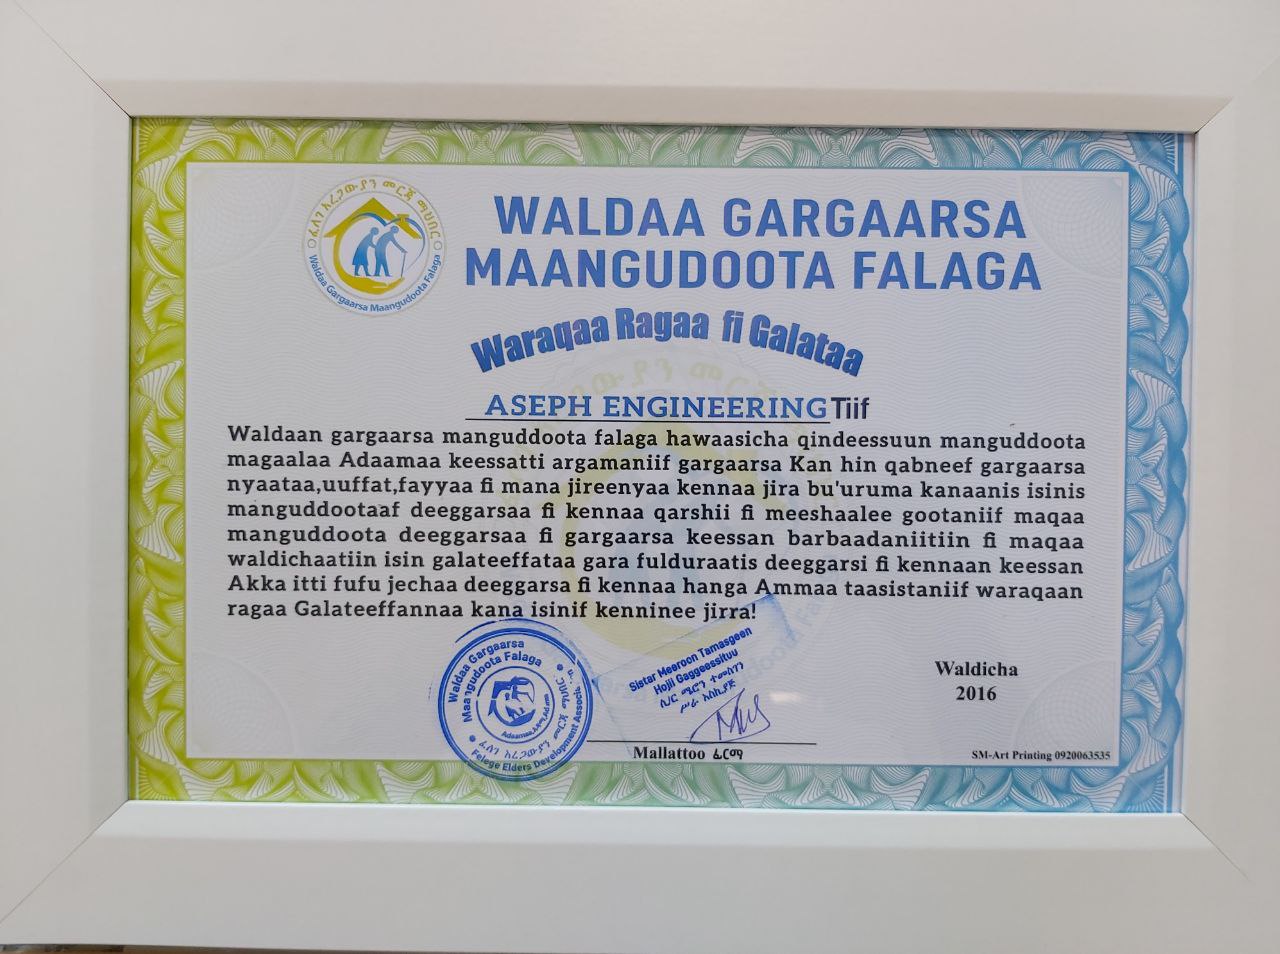 ፈለገ አረጋውያን መርጃ ማህበር
Waldaa Gargaarsa Maangudoota Falaga
WALDAA GARGAARSA
MAANGUDOOTA FALAGA
Waraqaa Ragaa fi Galataa
ASEPH ENGINEERING Tiif
Waldaan gargaarsa manguddoota falaga hawaasicha qindeessuun manguddoota
magaalaa Adaamaa keessatti argamaniif gargaarsa Kan hin qabneef gargaarsa
nyaataa,uuffat,fayyaa fi mana jireenyaa kennaa jira bu'uruma kanaanis isinis
manguddootaaf deeggarsaa fi kennaa qarshii fi meeshaalee gootaniif maqaa
manguddoota deeggarsaa fi gargaarsa keessan barbaadaniitiin fi maqaa
waldichaatiin isin galateeffataa gara fulduraatis deeggarsi fi kennaan keessan
Akka itti fufu jechaa deeggarsa fi kennaa hanga Ammaa taasistaniif waraqaan
ragaa Galateeffannaa kana isinif kenninee jirra!
Waldaa Gargaarsa
Maangudoota Falaga
ፈለገ አረጋውያን መርጃ ማህበር
Felege Elders Development
Sistar Meeroon Tamasgeen
Hojii Gaggeessituu
ሲ/ር ሜሮን ተመስገን
ሥራ አስኪያጅ
Mallattoo ፊርማ
Waldicha
2016
SM-Art Printing 0920063535